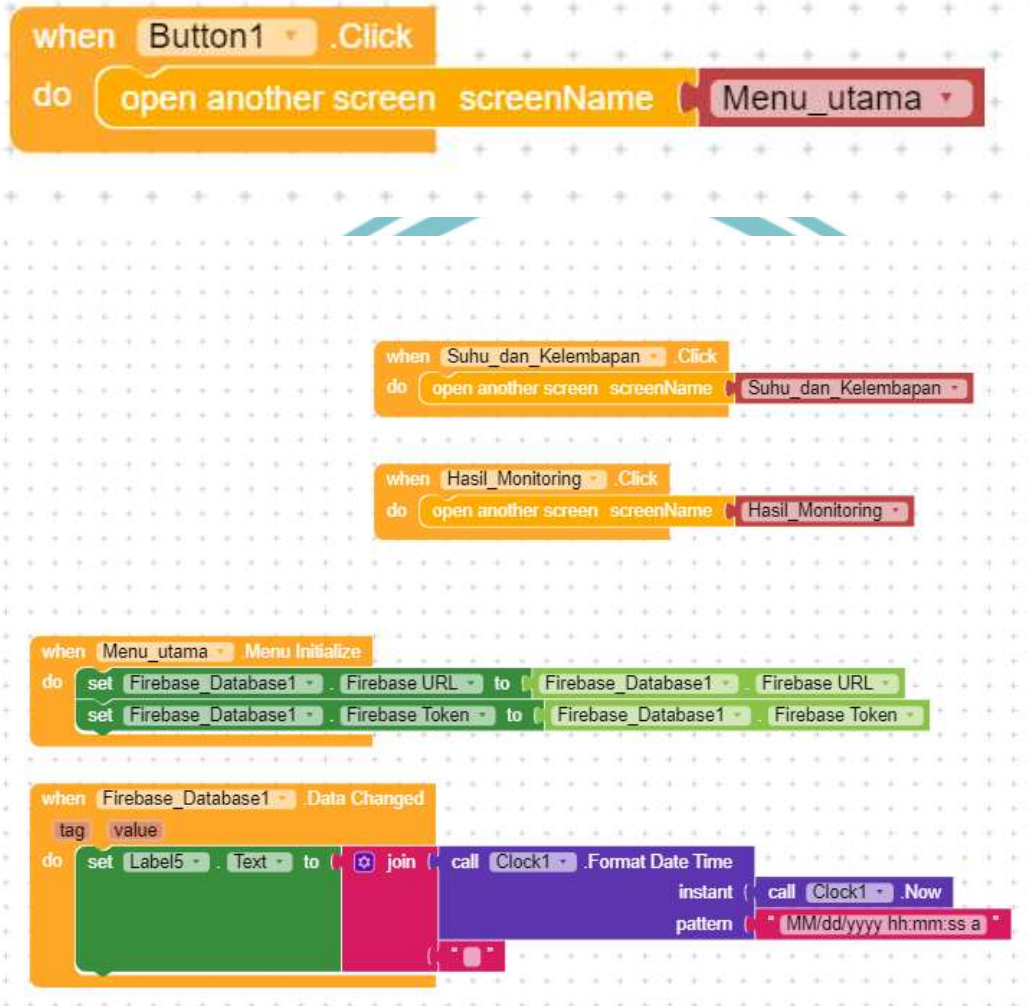 when Button1 .Click
do open another screen screenName Menu_utama
when Suhu_dan_Kelembapan .Click
do open another screen screenName Suhu_dan_Kelembapan
when Hasil_Monitoring .Click
do open another screen screenName Hasil_Monitoring
when Menu_utama .Menu Initialize
do set Firebase_Database1 . Firebase URL to Firebase_Database1 . Firebase URL
set Firebase_Database1 . Firebase Token to Firebase_Database1 . Firebase Token
when Firebase_Database1 .Data Changed
tag value
do set Label5 . Text to join call Clock1 .Format Date Time
instant call Clock1 .Now
pattern " MM/dd/yyyy hh:mm:ss a "
" "